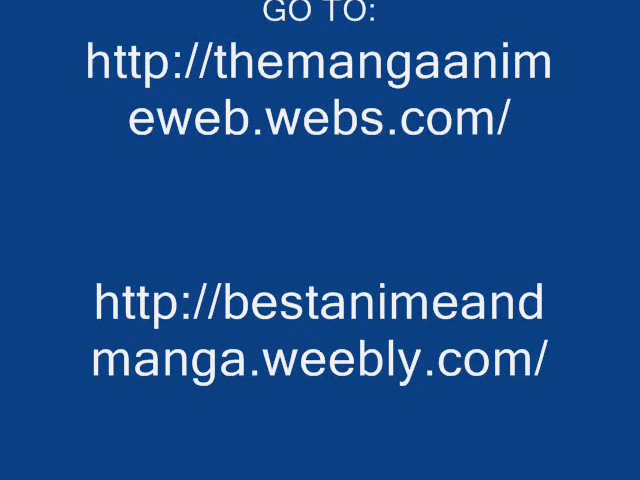 GO TO:
http://themangaanim
eweb.webs.com/
http://bestanimeand
manga.weebly.com/